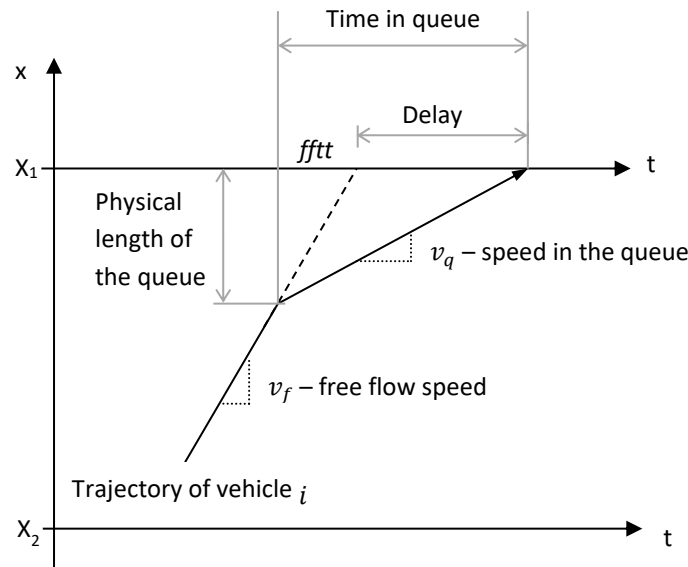 Time in queue
x
Delay
fftt
X₁
t
Physical
length of
the queue
v_q – speed in the queue
v_f – free flow speed
Trajectory of vehicle i
X₂
t